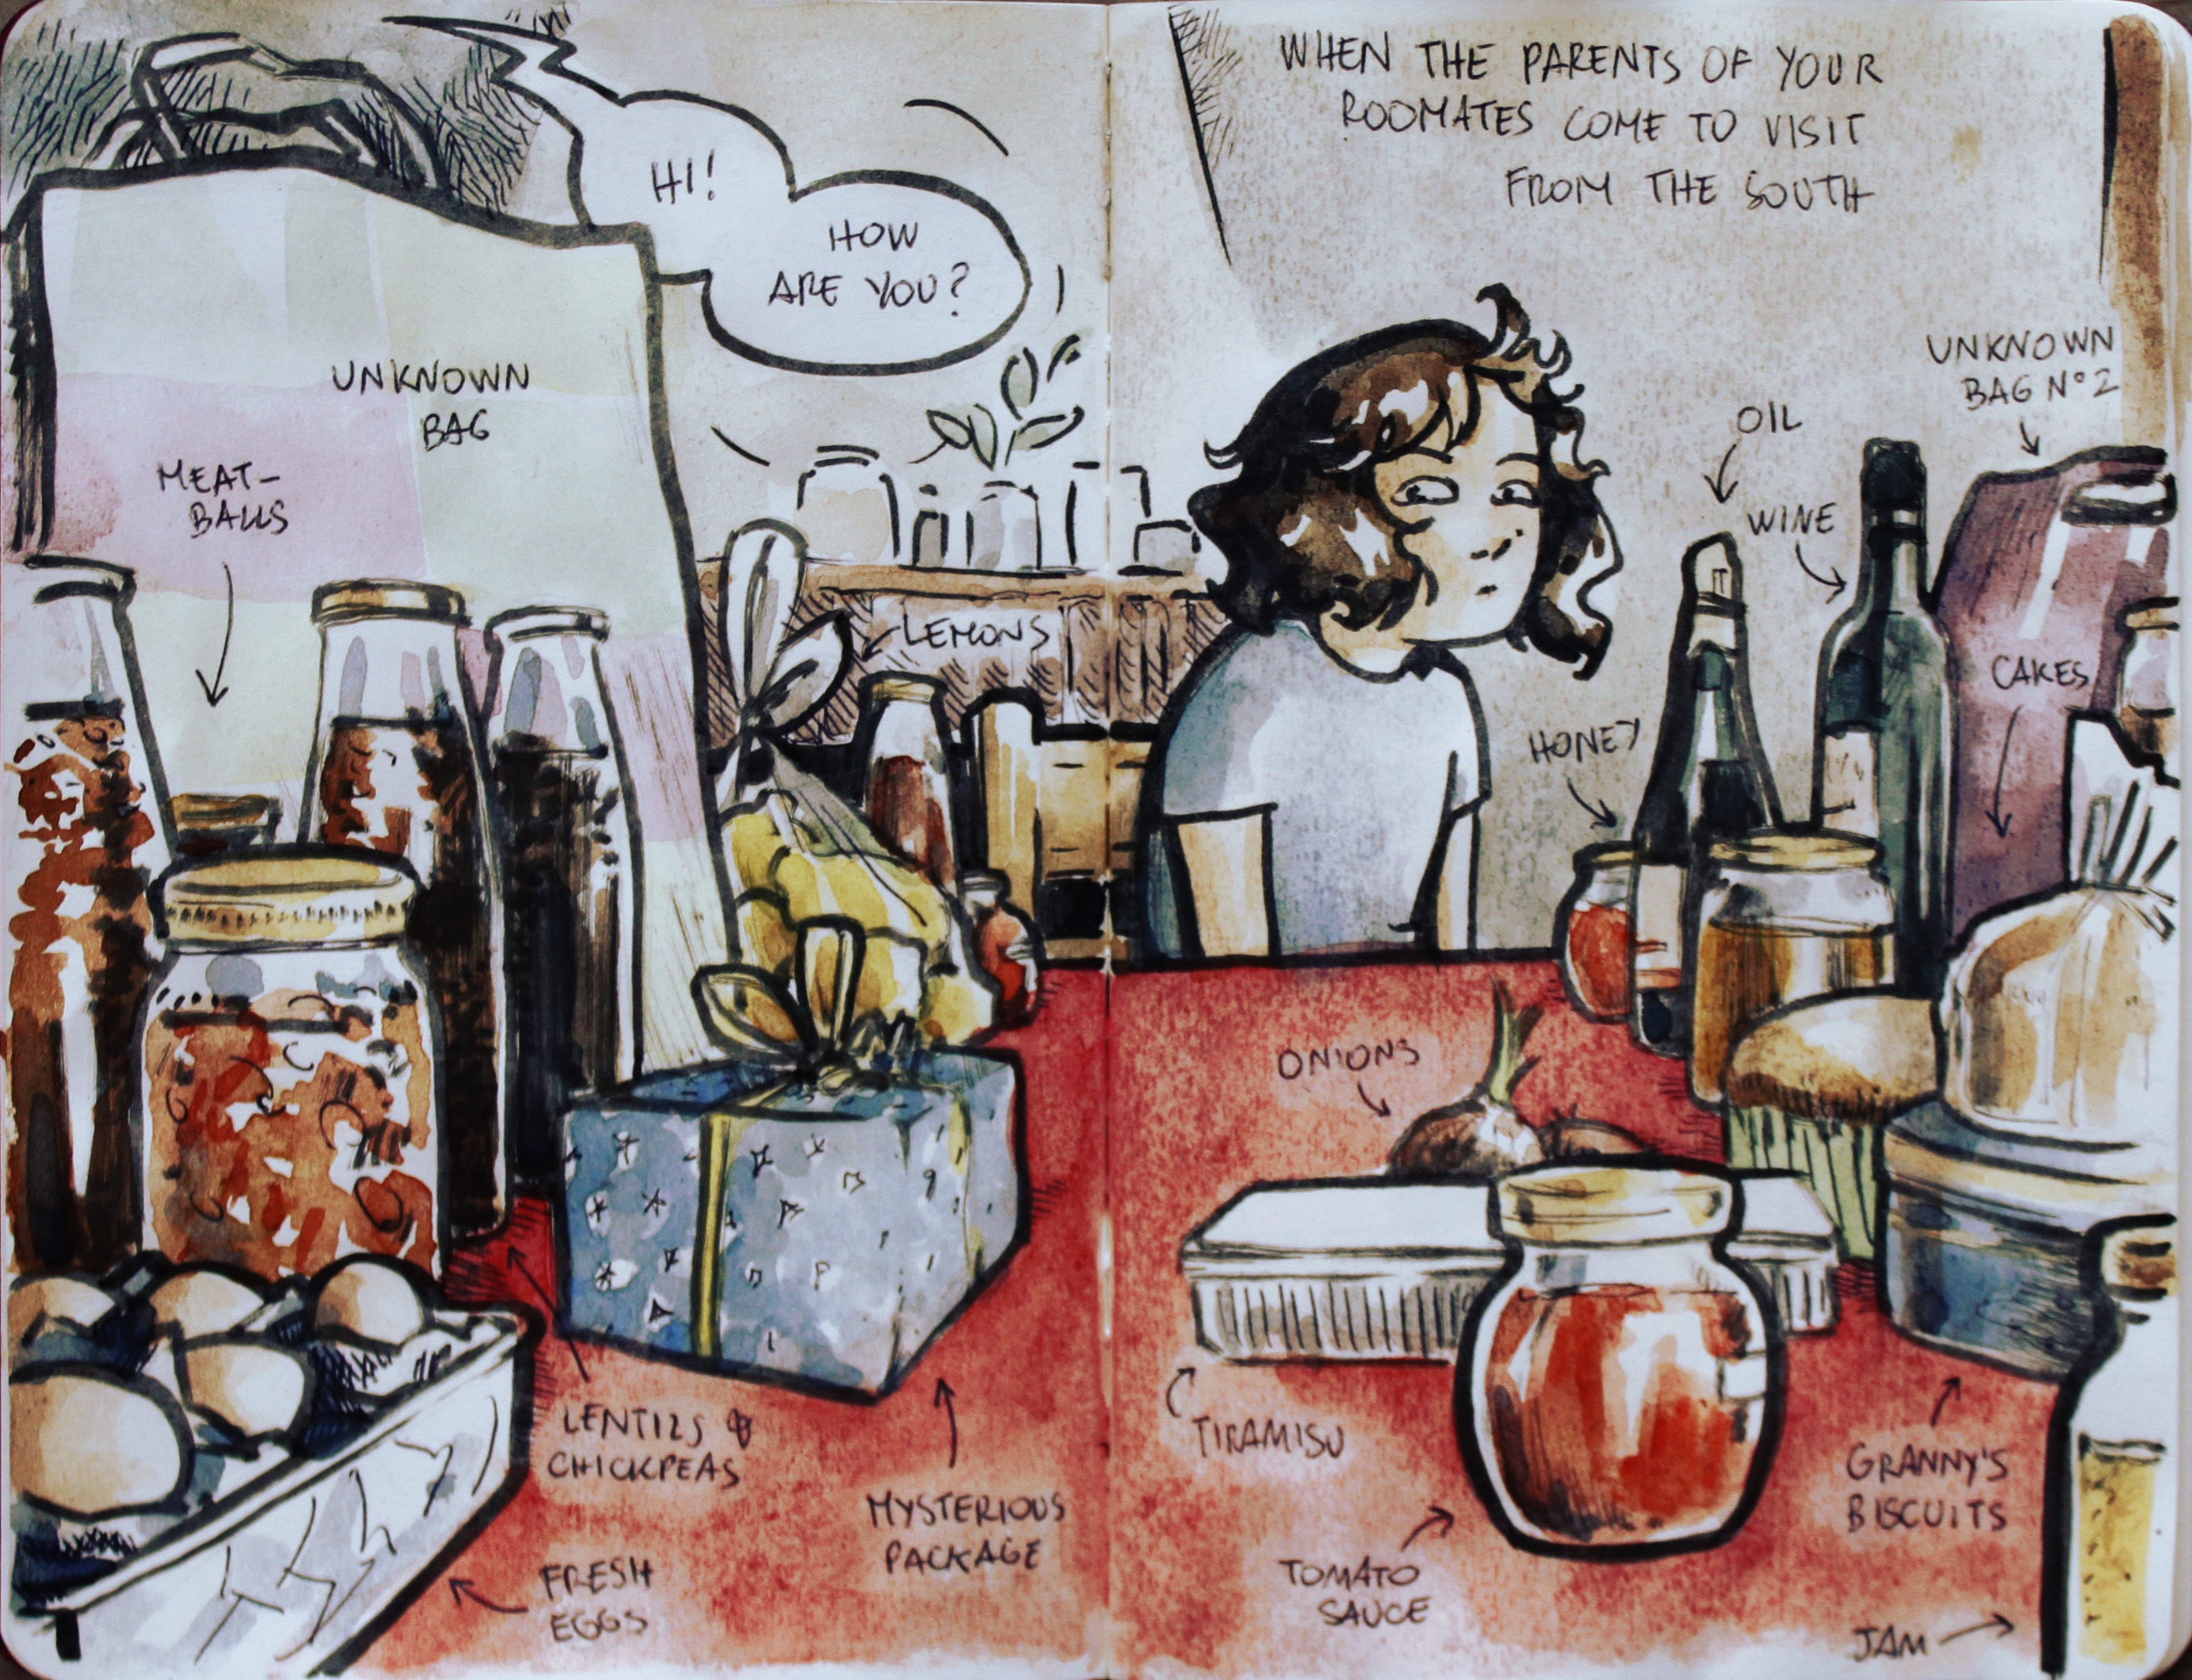 HI!
HOW
ARE YOU?
WHEN THE PARENTS OF YOUR
ROOMATES COME TO VISIT
FROM THE SOUTH
UNKNOWN
BAG
MEAT-
BALLS
LEMONS
OIL
WINE
UNKNOWN
BAG N°2
CAKES
HONEY
ONIONS
LENTILS &
CHICKPEAS
MYSTERIOUS
PACKAGE
FRESH
EGGS
TIRAMISU
TOMATO
SAUCE
GRANNY'S
BISCUITS
JAM